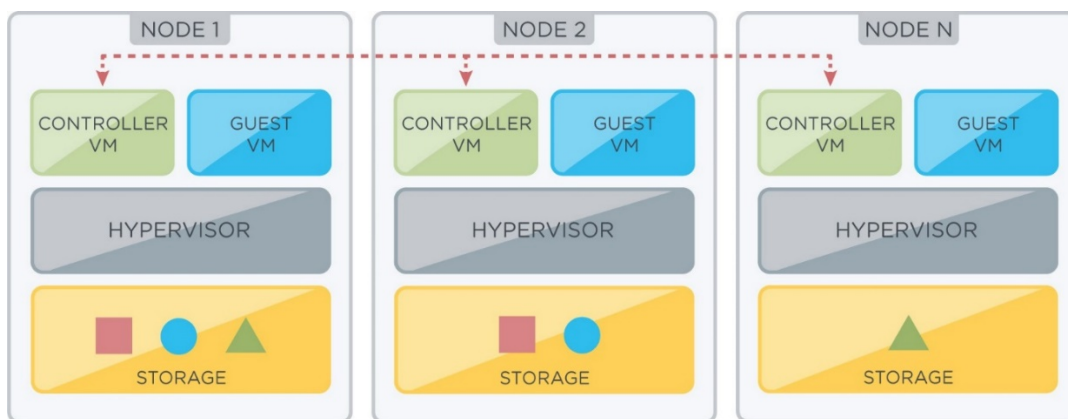 NODE 1
CONTROLLER
VM
GUEST
VM
HYPERVISOR
STORAGE
NODE 2
CONTROLLER
VM
GUEST
VM
HYPERVISOR
STORAGE
NODE N
CONTROLLER
VM
GUEST
VM
HYPERVISOR
STORAGE